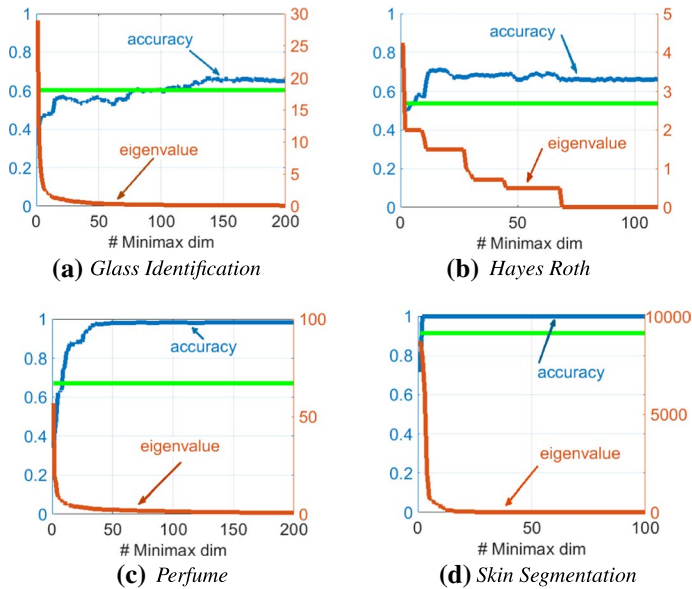 1
0.8
0.6
0.4
0.2
0
30
25
20
15
10
5
0
accuracy
eigenvalue
0 50 100 150 200
# Minimax dim
(a) Glass Identification
1
0.8
0.6
0.4
0.2
0
5
4
3
2
1
0
accuracy
eigenvalue
0 50 100
# Minimax dim
(b) Hayes Roth
1
0.8
0.6
0.4
0.2
0
100
50
0
accuracy
eigenvalue
0 50 100 150 200
# Minimax dim
(c) Perfume
1
0.8
0.6
0.4
0.2
0
10000
5000
0
accuracy
eigenvalue
0 50 100
# Minimax dim
(d) Skin Segmentation